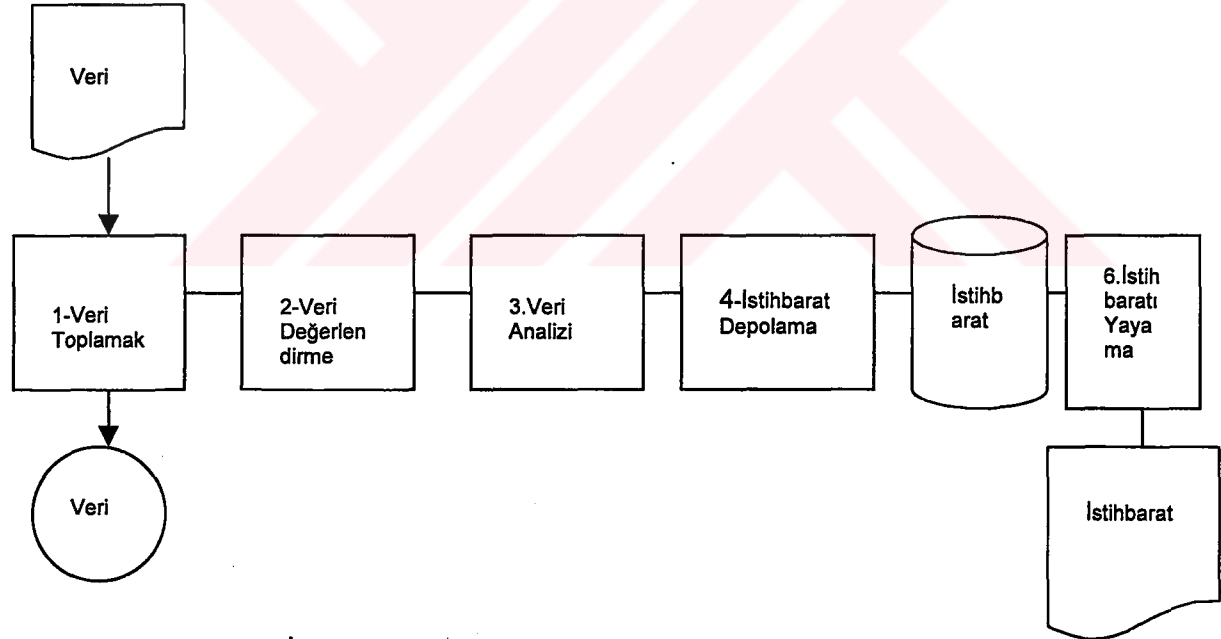 Veri
1-Veri
Toplamak
2-Veri
Değerlen
dirme
3.Veri
Analizi
4-İstihbarat
Depolama
İstihb
arat
6.İstih
baratı
Yaya
ma
Veri
İstihbarat